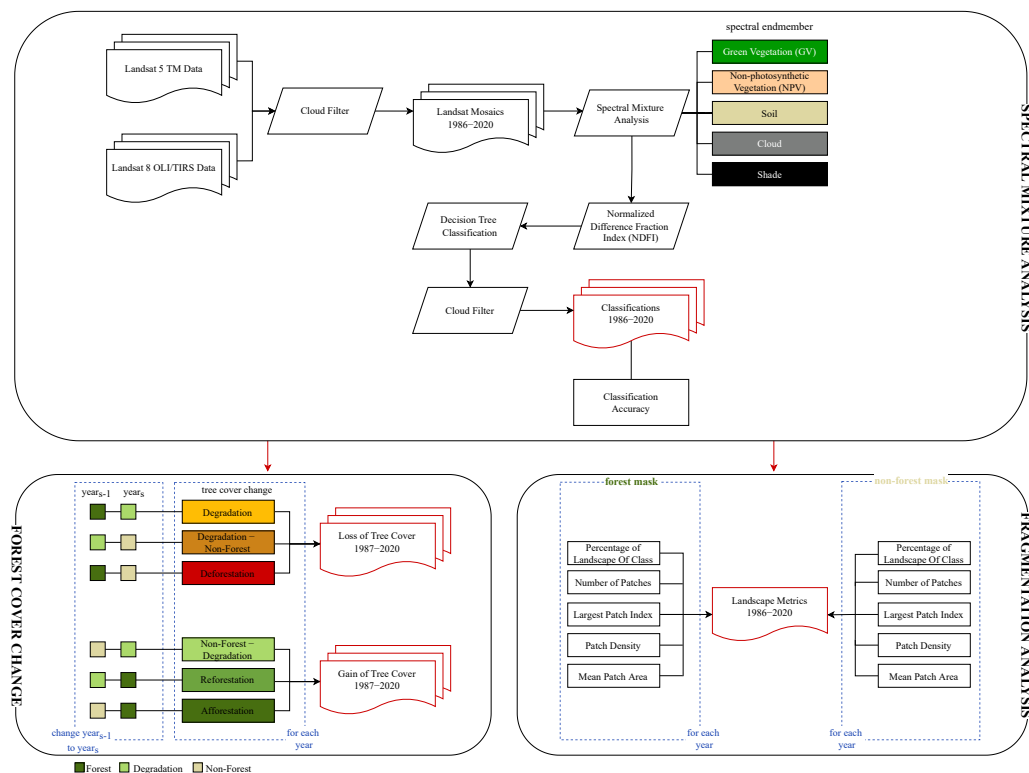 spectral endmember
Landsat 5 TM Data
Landsat 8 OLI/TIRS Data
Cloud Filter
Landsat Mosaics
1986−2020
Spectral Mixture
Analysis
Green Vegetation (GV)
Non-photosynthetic
Vegetation (NPV)
Soil
Cloud
Shade
Decision Tree
Classification
Normalized
Difference Fraction
Index (NDFI)
Cloud Filter
Classifications
1986−2020
Classification
Accuracy
SPECTRAL MIXTURE ANALYSIS
FOREST COVER CHANGE
years-1
years
tree cover change
Degradation
Degradation −
Non-Forest
Deforestation
Loss of Tree Cover
1987−2020
Non-Forest −
Degradation
Reforestation
Afforestation
Gain of Tree Cover
1987−2020
change years-1
to years
for each
year
Forest
Degradation
Non-Forest
forest mask
Percentage of
Landscape Of Class
Number of Patches
Largest Patch Index
Patch Density
Mean Patch Area
for each
year
Landscape Metrics
1986−2020
non-forest mask
Percentage of
Landscape Of Class
Number of Patches
Largest Patch Index
Patch Density
Mean Patch Area
for each
year
FRAGMENTATION ANALYSIS